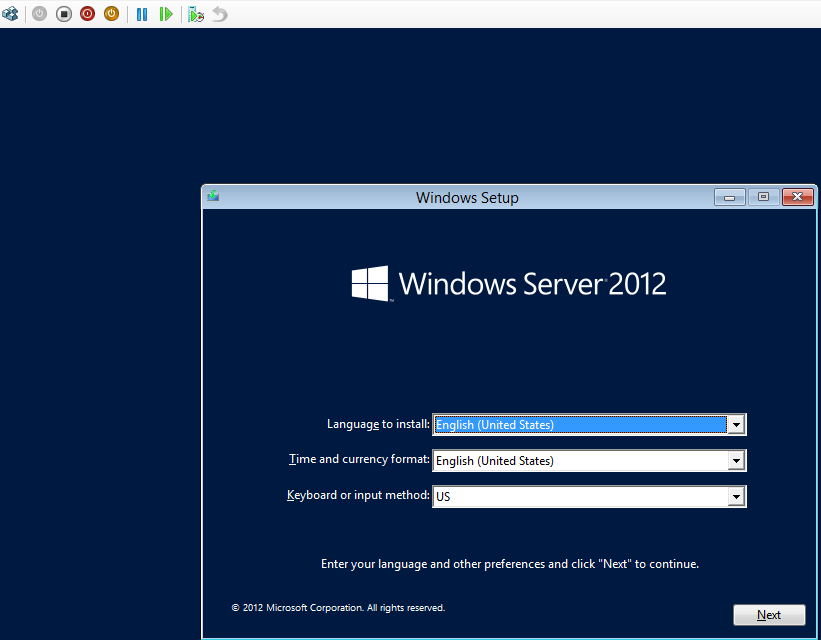 Windows Setup
Windows Server 2012
Language to install: English (United States)
Time and currency format: English (United States)
Keyboard or input method: US
Enter your language and other preferences and click "Next" to continue.
© 2012 Microsoft Corporation. All rights reserved.
Next